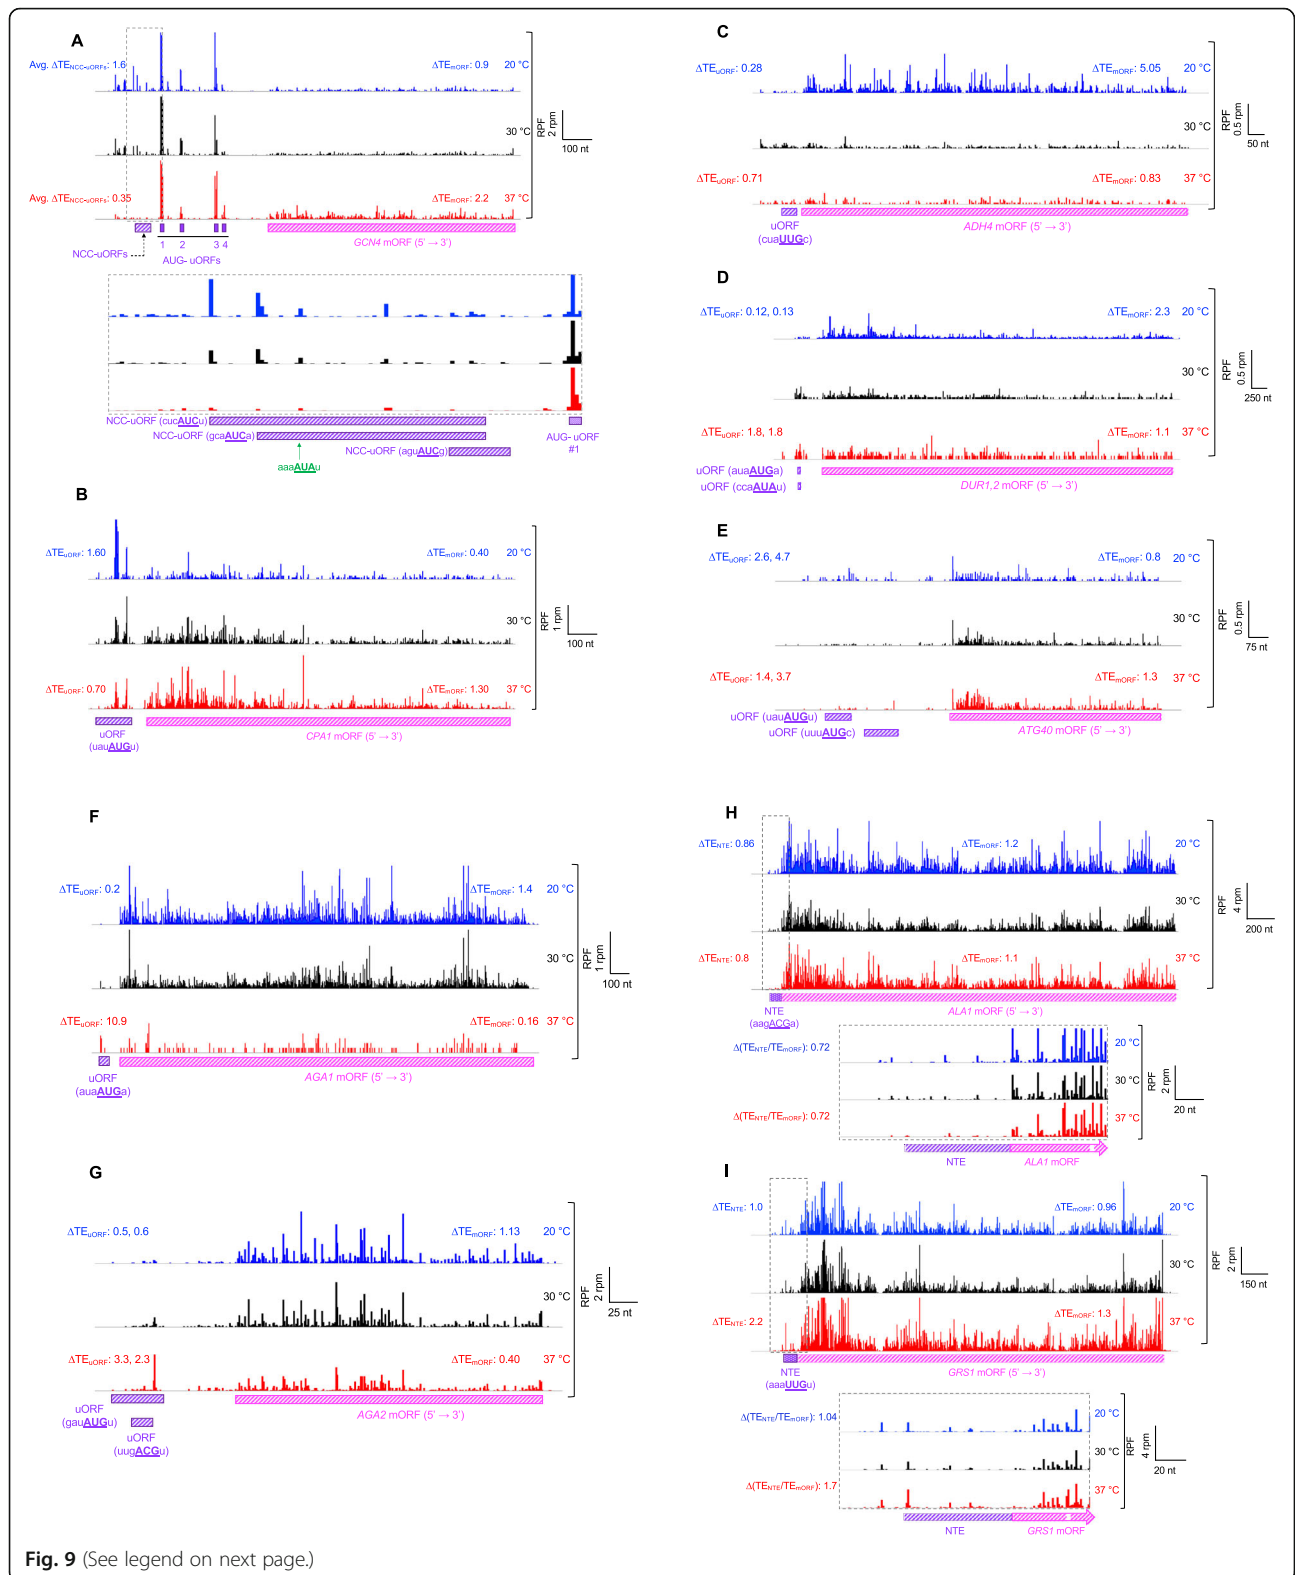 A
Avg. ΔTENCC-uORFs: 1.6
ΔTEmORF: 0.9 20 °C
30 °C
Avg. ΔTENCC-uORFs: 0.35
ΔTEmORF: 2.2 37 °C
RPF
2 rpm
100 nt
NCC-uORFs
1 2 3 4
AUG- uORFs
GCN4 mORF (5' → 3')
20 °C
30 °C
37 °C
NCC-uORF (cucAUCu)
NCC-uORF (gcaAUCa)
NCC-uORF (aguAUCg)
AUG- uORF
#1
aaaAUAu
B
ΔTEuORF: 1.60
ΔTEmORF: 0.40 20 °C
30 °C
ΔTEuORF: 0.70
ΔTEmORF: 1.30 37 °C
RPF
1 rpm
100 nt
uORF
(uauAUGu)
CPA1 mORF (5' → 3')
C
ΔTEuORF: 0.28
ΔTEmORF: 5.05 20 °C
30 °C
ΔTEuORF: 0.71
ΔTEmORF: 0.83 37 °C
RPF
0.5 rpm
50 nt
uORF
(cuaUUGc)
ADH4 mORF (5' → 3')
D
ΔTEuORF: 0.12, 0.13
ΔTEmORF: 2.3 20 °C
30 °C
ΔTEuORF: 1.8, 1.8
ΔTEmORF: 1.1 37 °C
RPF
0.5 rpm
250 nt
uORF (auaAUGa)
uORF (ccaAUAu)
DUR1,2 mORF (5' → 3')
E
ΔTEuORF: 2.6, 4.7
ΔTEmORF: 0.8 20 °C
30 °C
ΔTEuORF: 1.4, 3.7
ΔTEmORF: 1.3 37 °C
RPF
0.5 rpm
75 nt
uORF (uauAUGu)
uORF (uuuAUGc)
ATG40 mORF (5' → 3')
F
ΔTEuORF: 0.2
ΔTEmORF: 1.4 20 °C
30 °C
ΔTEuORF: 10.9
ΔTEmORF: 0.16 37 °C
RPF
1 rpm
100 nt
uORF
(auaAUGa)
AGA1 mORF (5' → 3')
G
ΔTEuORF: 0.5, 0.6
ΔTEmORF: 1.13 20 °C
30 °C
ΔTEuORF: 3.3, 2.3
ΔTEmORF: 0.40 37 °C
RPF
2 rpm
25 nt
uORF
(gauAUGu)
uORF
(uugACGu)
AGA2 mORF (5' → 3')
H
ΔTENTE: 0.86
ΔTEmORF: 1.2 20 °C
30 °C
ΔTENTE: 0.8
ΔTEmORF: 1.1 37 °C
RPF
4 rpm
200 nt
NTE
(aagACGa)
ALA1 mORF (5' → 3')
Δ(TENTE/TEmORF): 0.72
20 °C
30 °C
Δ(TENTE/TEmORF): 0.72
37 °C
RPF
2 rpm
20 nt
NTE
ALA1 mORF
I
ΔTENTE: 1.0
ΔTEmORF: 0.96 20 °C
30 °C
ΔTENTE: 2.2
ΔTEmORF: 1.3 37 °C
RPF
2 rpm
150 nt
NTE
(aaaUUGu)
GRS1 mORF (5' → 3')
Δ(TENTE/TEmORF): 1.04
20 °C
30 °C
Δ(TENTE/TEmORF): 1.7
37 °C
RPF
4 rpm
20 nt
NTE
GRS1 mORF
Fig. 9 (See legend on next page.)